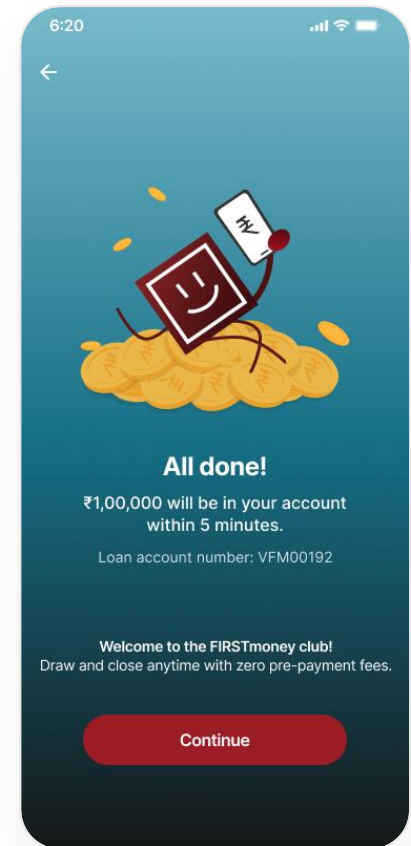 6:20
All done!
₹1,00,000 will be in your account
within 5 minutes.
Loan account number: VFM00192
Welcome to the FIRSTmoney club!
Draw and close anytime with zero pre-payment fees.
Continue